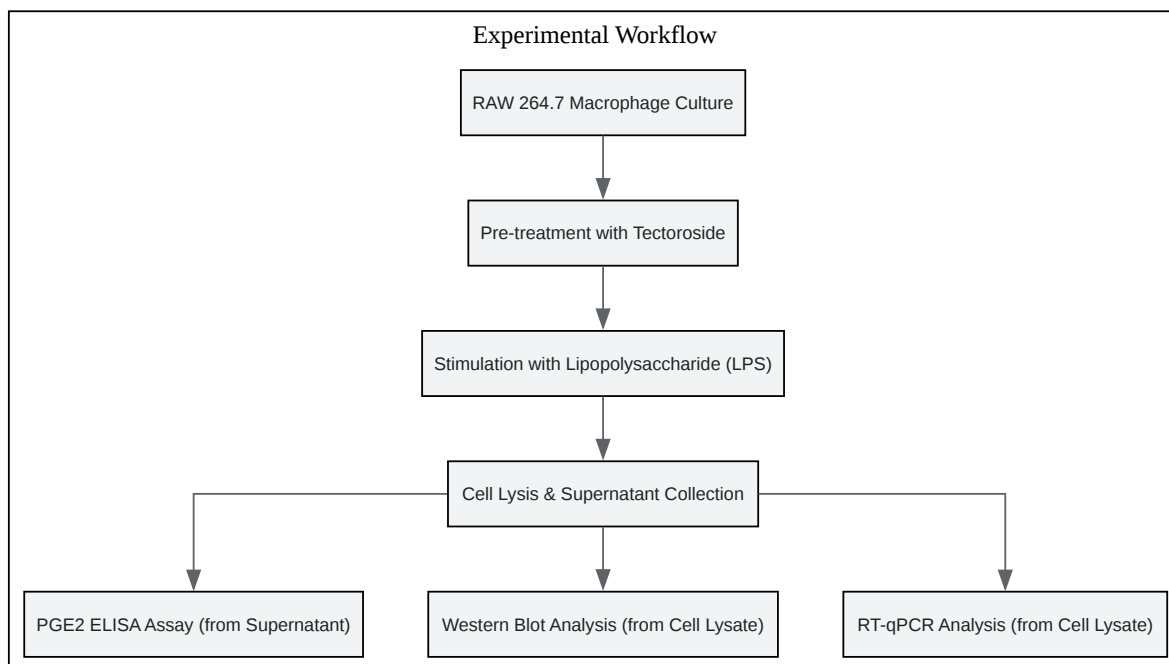 Experimental Workflow
RAW 264.7 Macrophage Culture
Pre-treatment with Tectoroside
Stimulation with Lipopolysaccharide (LPS)
Cell Lysis & Supernatant Collection
PGE2 ELISA Assay (from Supernatant)
Western Blot Analysis (from Cell Lysate)
RT-qPCR Analysis (from Cell Lysate)